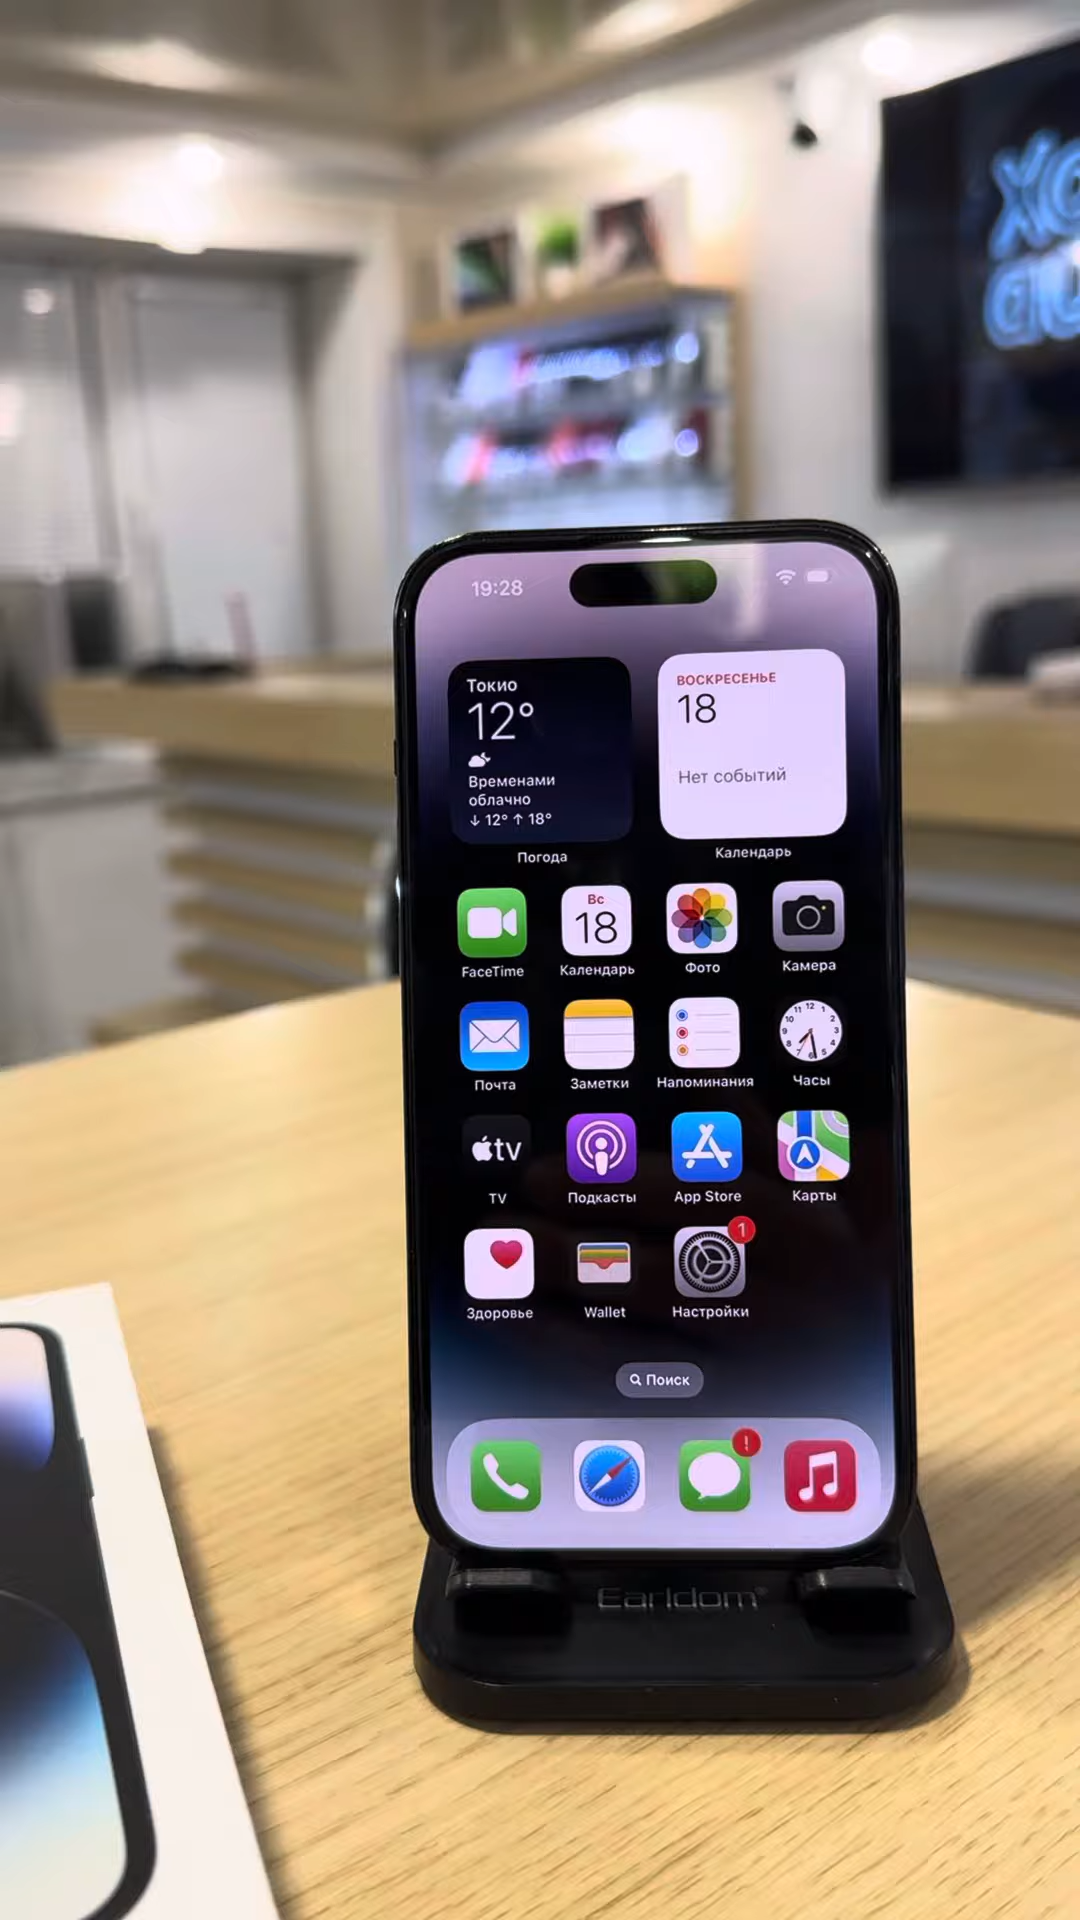 19:28
Токио
12°
Временами
облачно
↓ 12° ↑ 18°
Погода
ВОСКРЕСЕНЬЕ
18
Нет событий
Календарь
FaceTime
Вс
18
Календарь
Фото
Камера
Почта
Заметки
Напоминания
Часы
tv
TV
Подкасты
App Store
Карты
Здоровье
Wallet
1
Настройки
Поиск
!
Earldom®